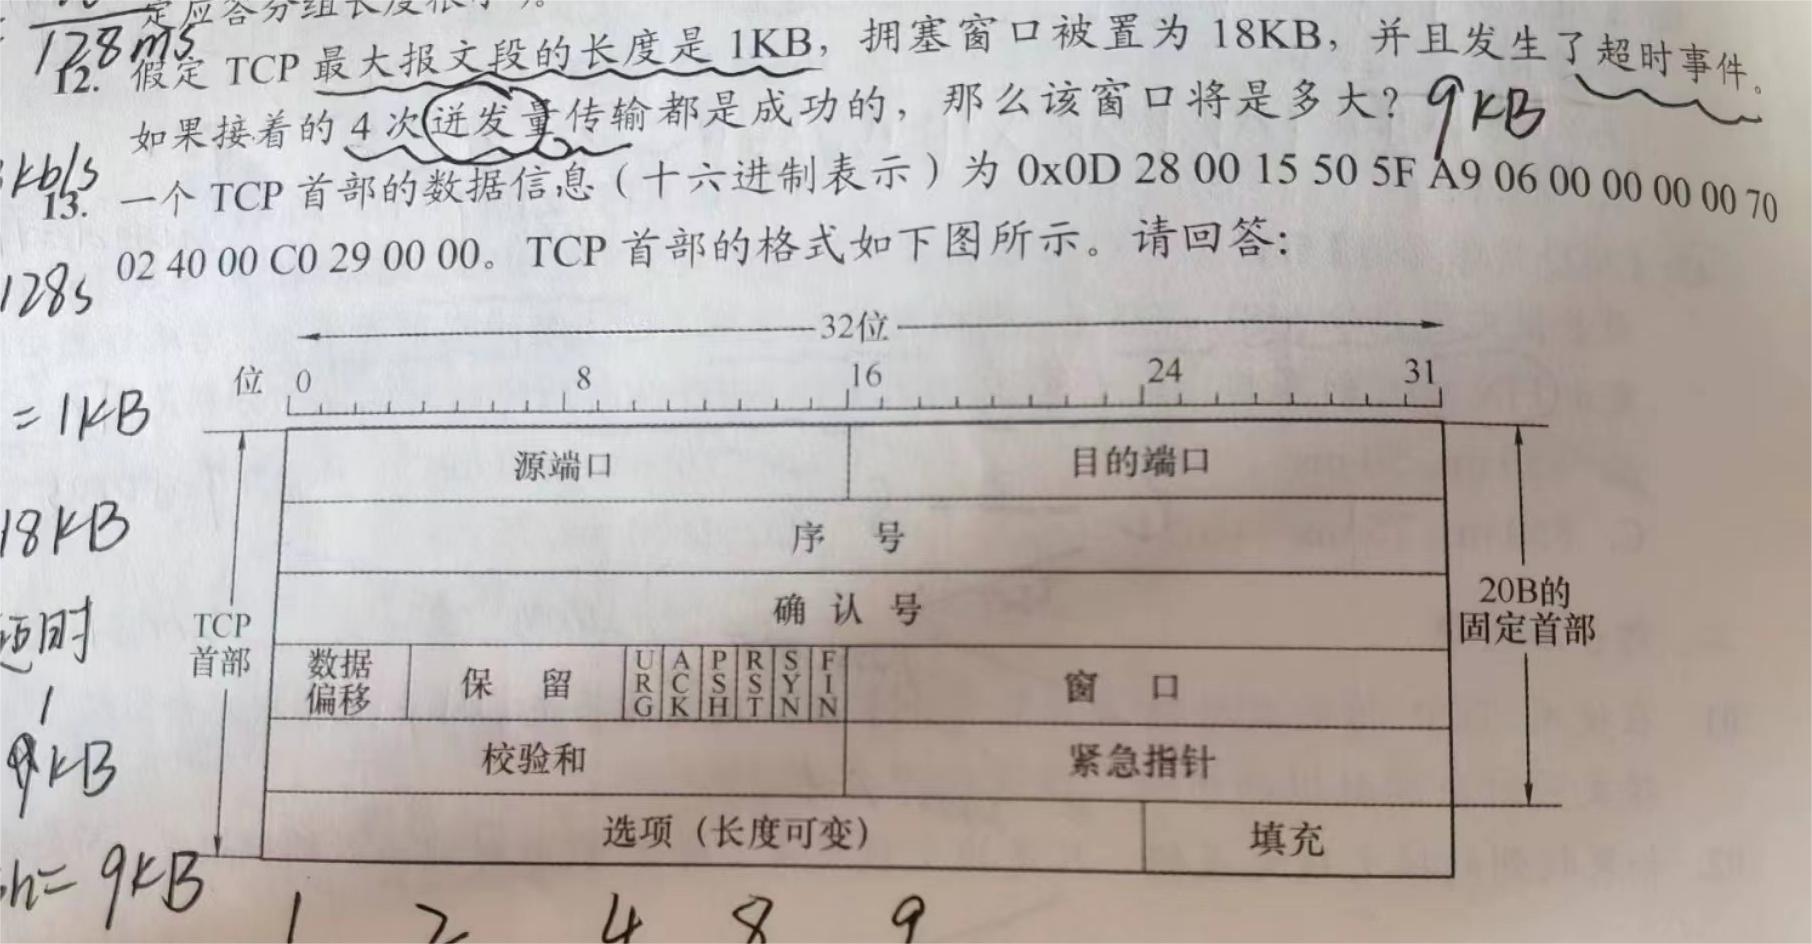 定应答分组长度很小
128ms
12. 假定 TCP 最大报文段的长度是 1KB，拥塞窗口被置为 18KB，并且发生了超时事件。
如果接着的 4 次迸发量传输都是成功的，那么该窗口将是多大？ 9KB
kb/s
13. 一个 TCP 首部的数据信息（十六进制表示）为 0x0D 28 00 15 50 5F A9 06 00 00 00 00 70
02 40 00 C0 29 00 00。TCP 首部的格式如下图所示。请回答：
128s
32位
位 0 8 16 24 31
= 1KB
源端口 目的端口
18KB
序 号
确 认 号
20B的
固定首部
TCP
首部
数据
偏移
保 留
URG ACK PSH RST SYN FIN
窗 口
时
1
9KB
校验和 紧急指针
选项（长度可变） 填充
h= 9KB
1 2 4 8 9